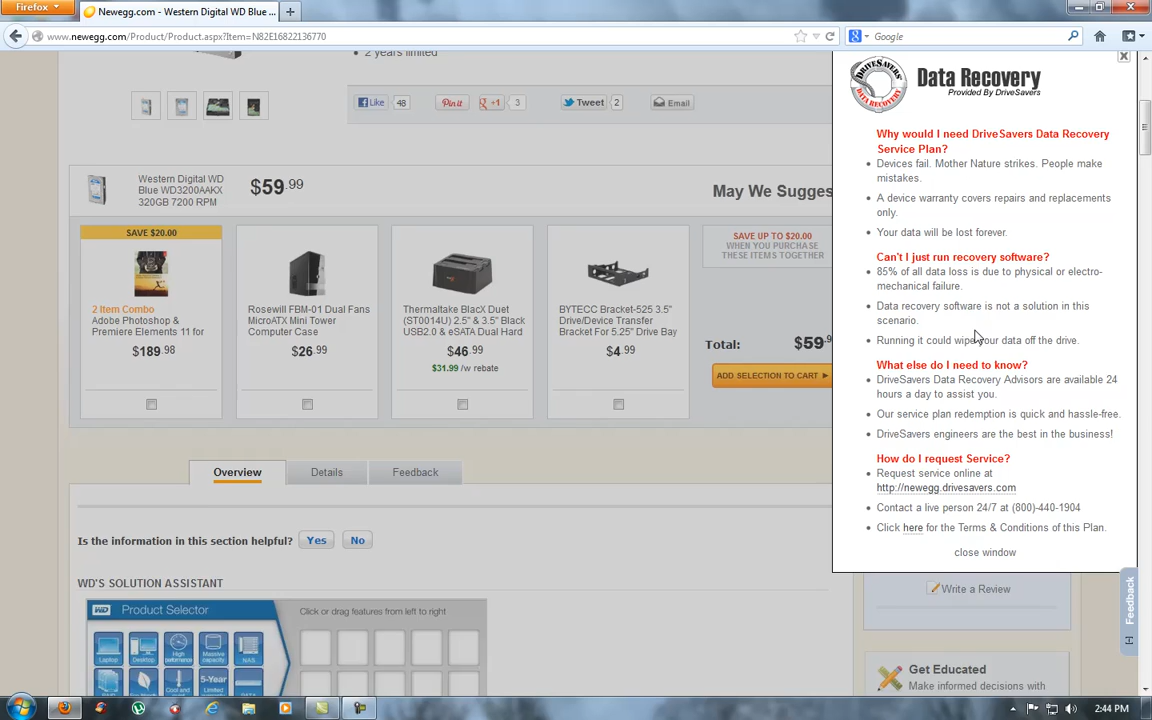 Firefox
Newegg.com - Western Digital WD Blue ...
www.newegg.com/Product/Product.aspx?Item=N82E16822136770
Google
2 years limited
Like 48
Pin it
+1 3
Tweet 2
Email
Western Digital WD
Blue WD3200AAKX
320GB 7200 RPM
$59.99
May We Sugges
SAVE $20.00
2 Item Combo
Adobe Photoshop &
Premiere Elements 11 for
$189.98
Rosewill FBM-01 Dual Fans
MicroATX Mini Tower
Computer Case
$26.99
Thermaltake BlacX Duet
(ST0014U) 2.5" & 3.5" Black
USB2.0 & eSATA Dual Hard
$46.99
$31.99 /w rebate
BYTECC Bracket-525 3.5"
Drive/Device Transfer
Bracket For 5.25" Drive Bay
$4.99
SAVE UP TO $20.00
WHEN YOU PURCHASE
THESE ITEMS TOGETHER
Total: $59.9
ADD SELECTION TO CART
Overview
Details
Feedback
Is the information in this section helpful? Yes No
WD'S SOLUTION ASSISTANT
WD Product Selector
Click or drag features from left to right
Laptop
Desktop
High
Performance
Massive
capacity
NAS
5-Year
Limited
DRIVESAVERS
DATA RECOVERY
Data Recovery
Provided By DriveSavers
Why would I need DriveSavers Data Recovery
Service Plan?
Devices fail. Mother Nature strikes. People make
mistakes.
A device warranty covers repairs and replacements
only.
Your data will be lost forever.
Can't I just run recovery software?
85% of all data loss is due to physical or electro-
mechanical failure.
Data recovery software is not a solution in this
scenario.
Running it could wipe your data off the drive.
What else do I need to know?
DriveSavers Data Recovery Advisors are available 24
hours a day to assist you.
Our service plan redemption is quick and hassle-free.
DriveSavers engineers are the best in the business!
How do I request Service?
Request service online at
http://newegg.drivesavers.com
Contact a live person 24/7 at (800)-440-1904
Click here for the Terms & Conditions of this Plan.
close window
Write a Review
Feedback
Get Educated
Make informed decisions with
2:44 PM